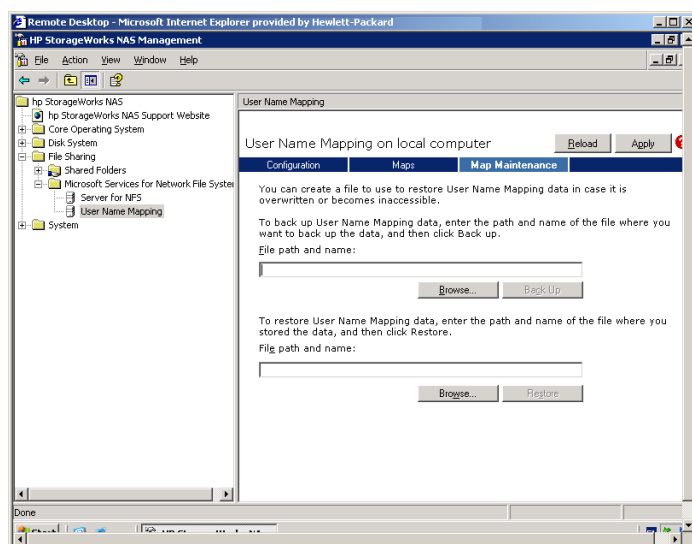 Remote Desktop - Microsoft Internet Explorer provided by Hewlett-Packard
HP StorageWorks NAS Management
File Action View Window Help
hp StorageWorks NAS
hp StorageWorks NAS Support Website
Core Operating System
Disk System
File Sharing
Shared Folders
Microsoft Services for Network File Syste
Server for NFS
User Name Mapping
System
User Name Mapping
User Name Mapping on local computer
Reload
Apply
Configuration
Maps
Map Maintenance
You can create a file to use to restore User Name Mapping data in case it is
overwritten or becomes inaccessible.
To back up User Name Mapping data, enter the path and name of the file where you
want to back up the data, and then click Back up.
File path and name:
Browse...
Back Up
To restore User Name Mapping data, enter the path and name of the file where you
stored the data, and then click Restore.
File path and name:
Browse...
Restore
Done
Start